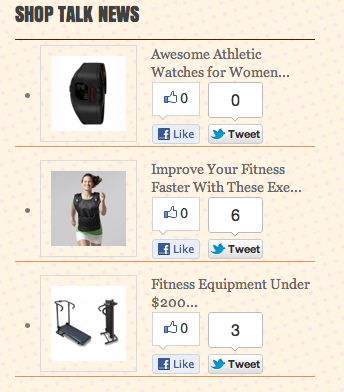 SHOP TALK NEWS
Awesome Athletic
Watches for Women...
0 0
Like Tweet
Improve Your Fitness
Faster With These Exe...
0 6
Like Tweet
Fitness Equipment Under
$200...
0 3
Like Tweet